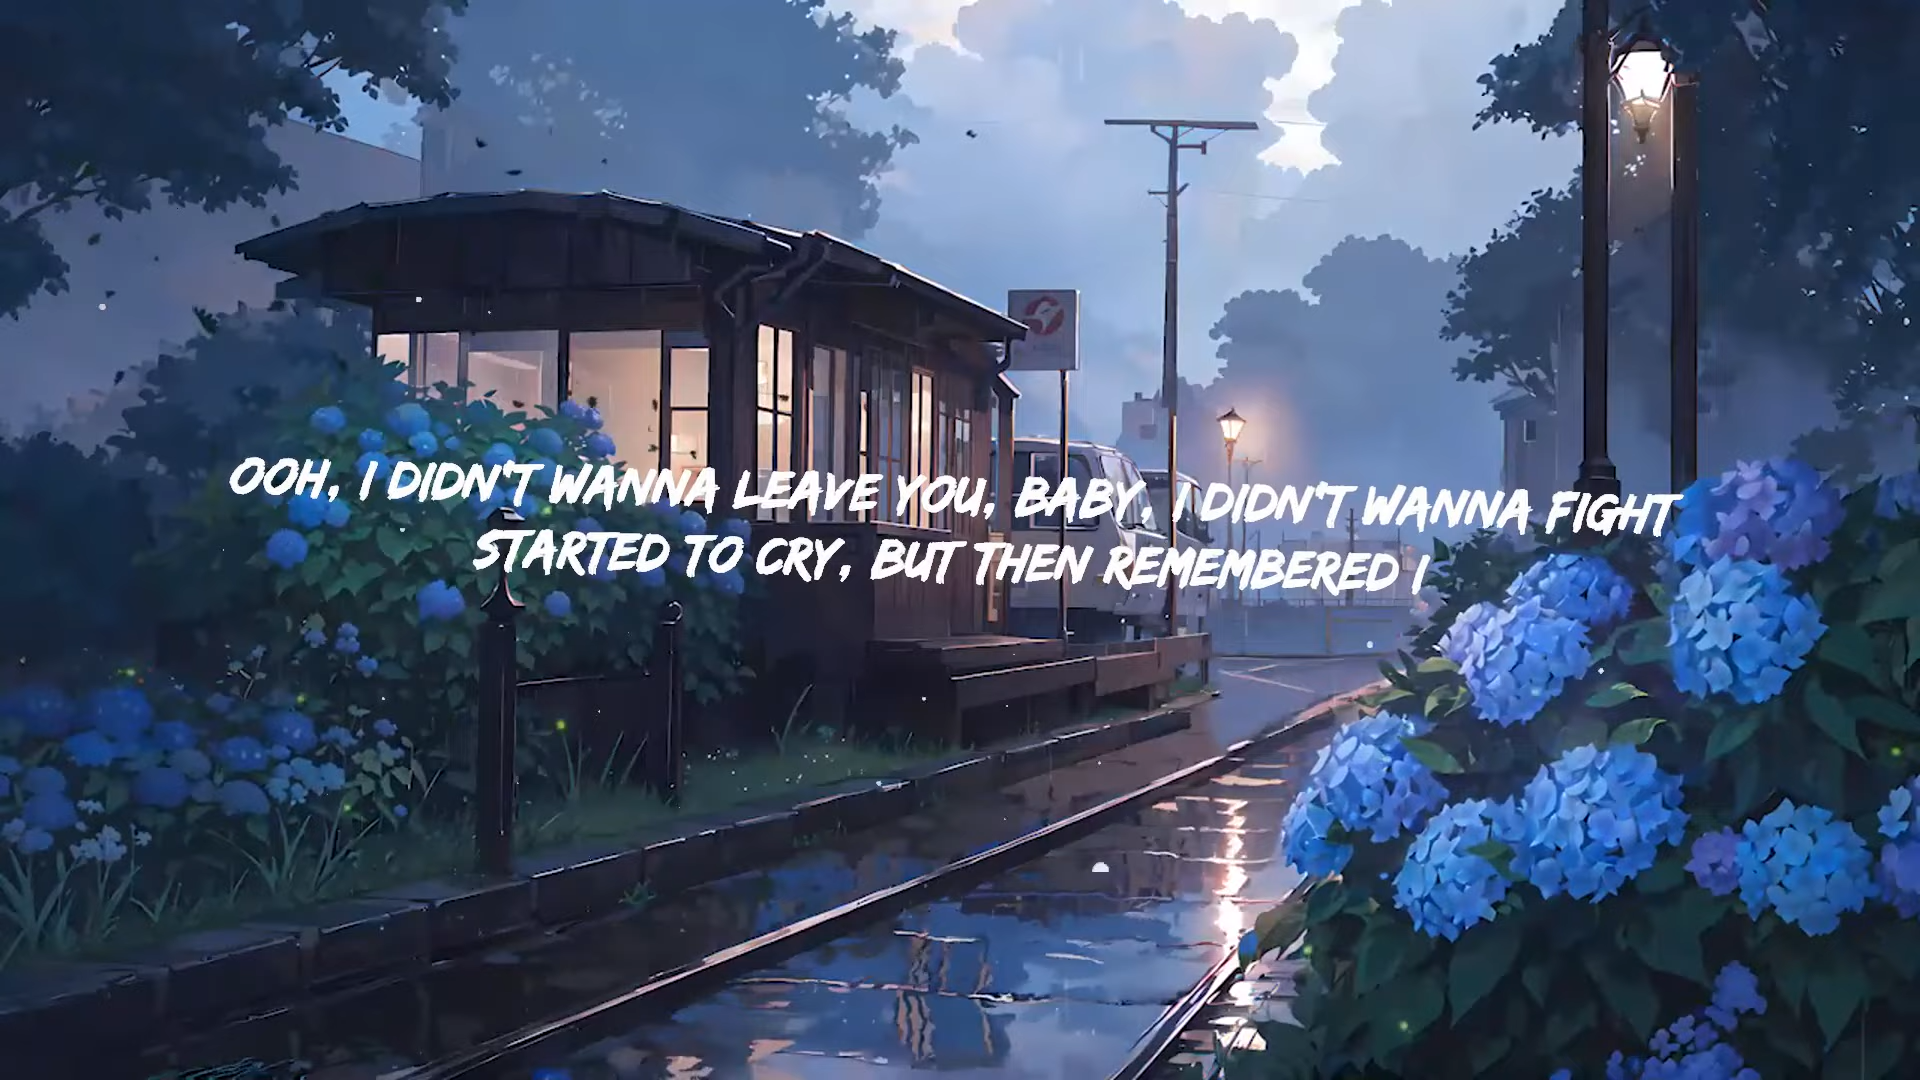 OOH, I DIDN'T WANNA LEAVE YOU, BABY, I DIDN'T WANNA FIGHT
STARTED TO CRY, BUT THEN REMEMBERED I